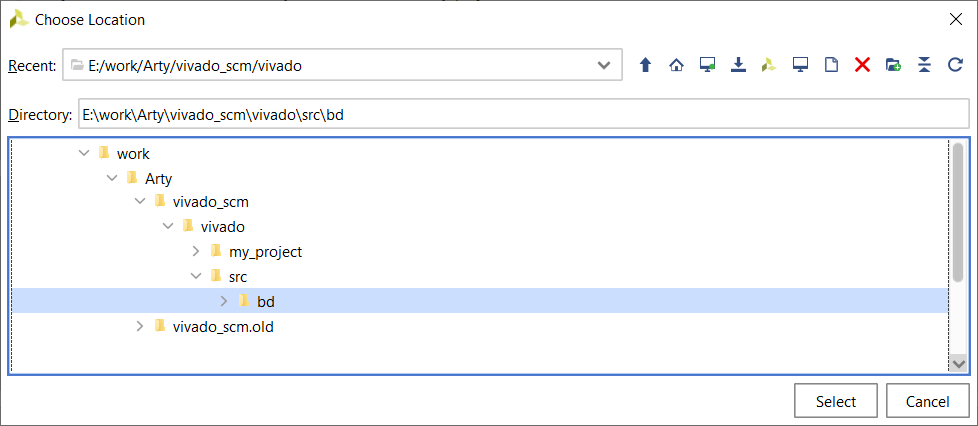 Choose Location
Recent: E:/work/Arty/vivado_scm/vivado
Directory: E:\work\Arty\vivado_scm\vivado\src\bd
work
Arty
vivado_scm
vivado
my_project
src
bd
vivado_scm.old
Select Cancel